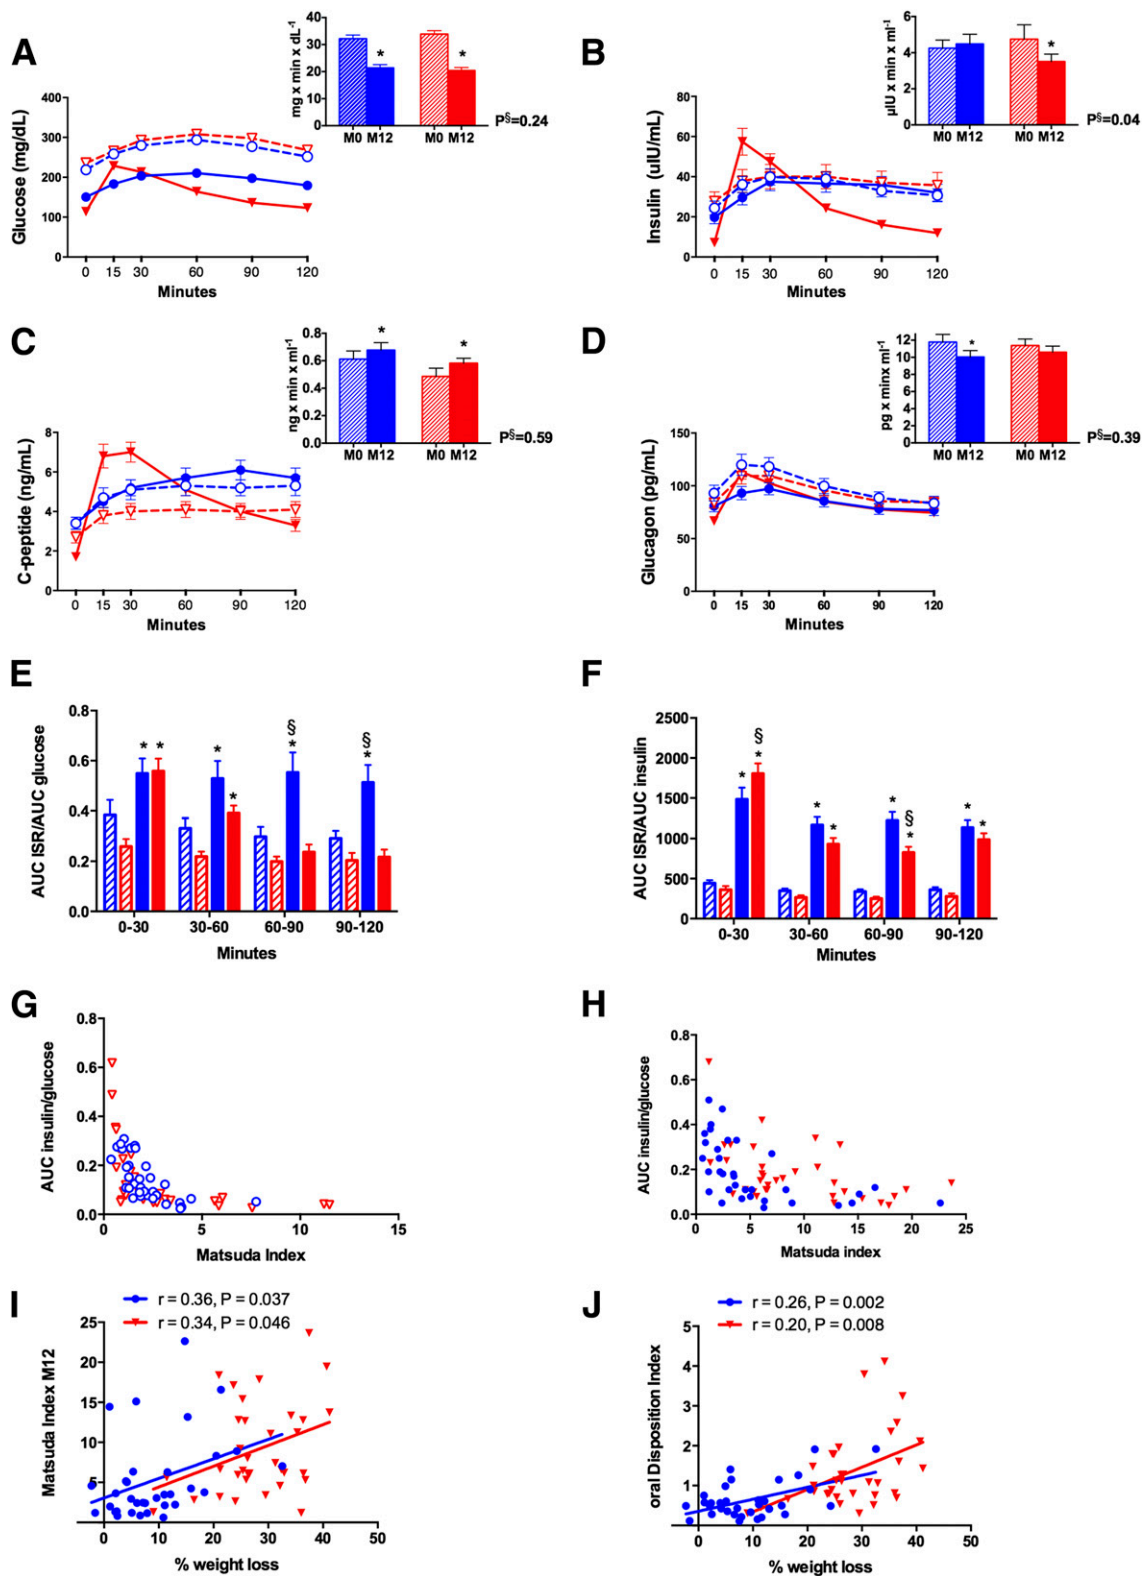 A
Glucose (mg/dL)
400
300
200
100
0
0 15 30 60 90 120
Minutes
mg x min x dL-1
40
30
20
10
0
M0 M12 M0 M12
*
*
P§=0.24
B
Insulin (uIU/mL)
80
60
40
20
0
0 15 30 60 90 120
Minutes
µIU x min x ml-1
6
4
2
0
M0 M12 M0 M12
*
P§=0.04
C
C-peptide (ng/mL)
8
6
4
2
0
0 15 30 60 90 120
Minutes
ng x min x ml-1
0.8
0.6
0.4
0.2
0.0
M0 M12 M0 M12
*
*
P§=0.59
D
Glucagon (pg/mL)
150
100
50
0
0 15 30 60 90 120
Minutes
pg x minx ml-1
12
10
8
6
4
2
0
M0 M12 M0 M12
*
P§=0.39
E
AUC ISR/AUC glucose
0.8
0.6
0.4
0.2
0.0
* *
*
*
§
*
§
*
0-30 30-60 60-90 90-120
Minutes
F
AUC ISR/AUC insulin
2500
2000
1500
1000
500
0
*
§
*
*
*
*
§
*
*
*
0-30 30-60 60-90 90-120
Minutes
G
AUC insulin/glucose
0.8
0.6
0.4
0.2
0.0
0 5 10 15
Matsuda Index
H
AUC insulin/glucose
0.8
0.6
0.4
0.2
0.0
0 5 10 15 20 25
Matsuda index
I
r = 0.36, P = 0.037
r = 0.34, P = 0.046
Matsuda Index M12
25
20
15
10
5
0 10 20 30 40 50
% weight loss
J
r = 0.26, P = 0.002
r = 0.20, P = 0.008
oral Disposition Index
5
4
3
2
1
0 10 20 30 40 50
% weight loss